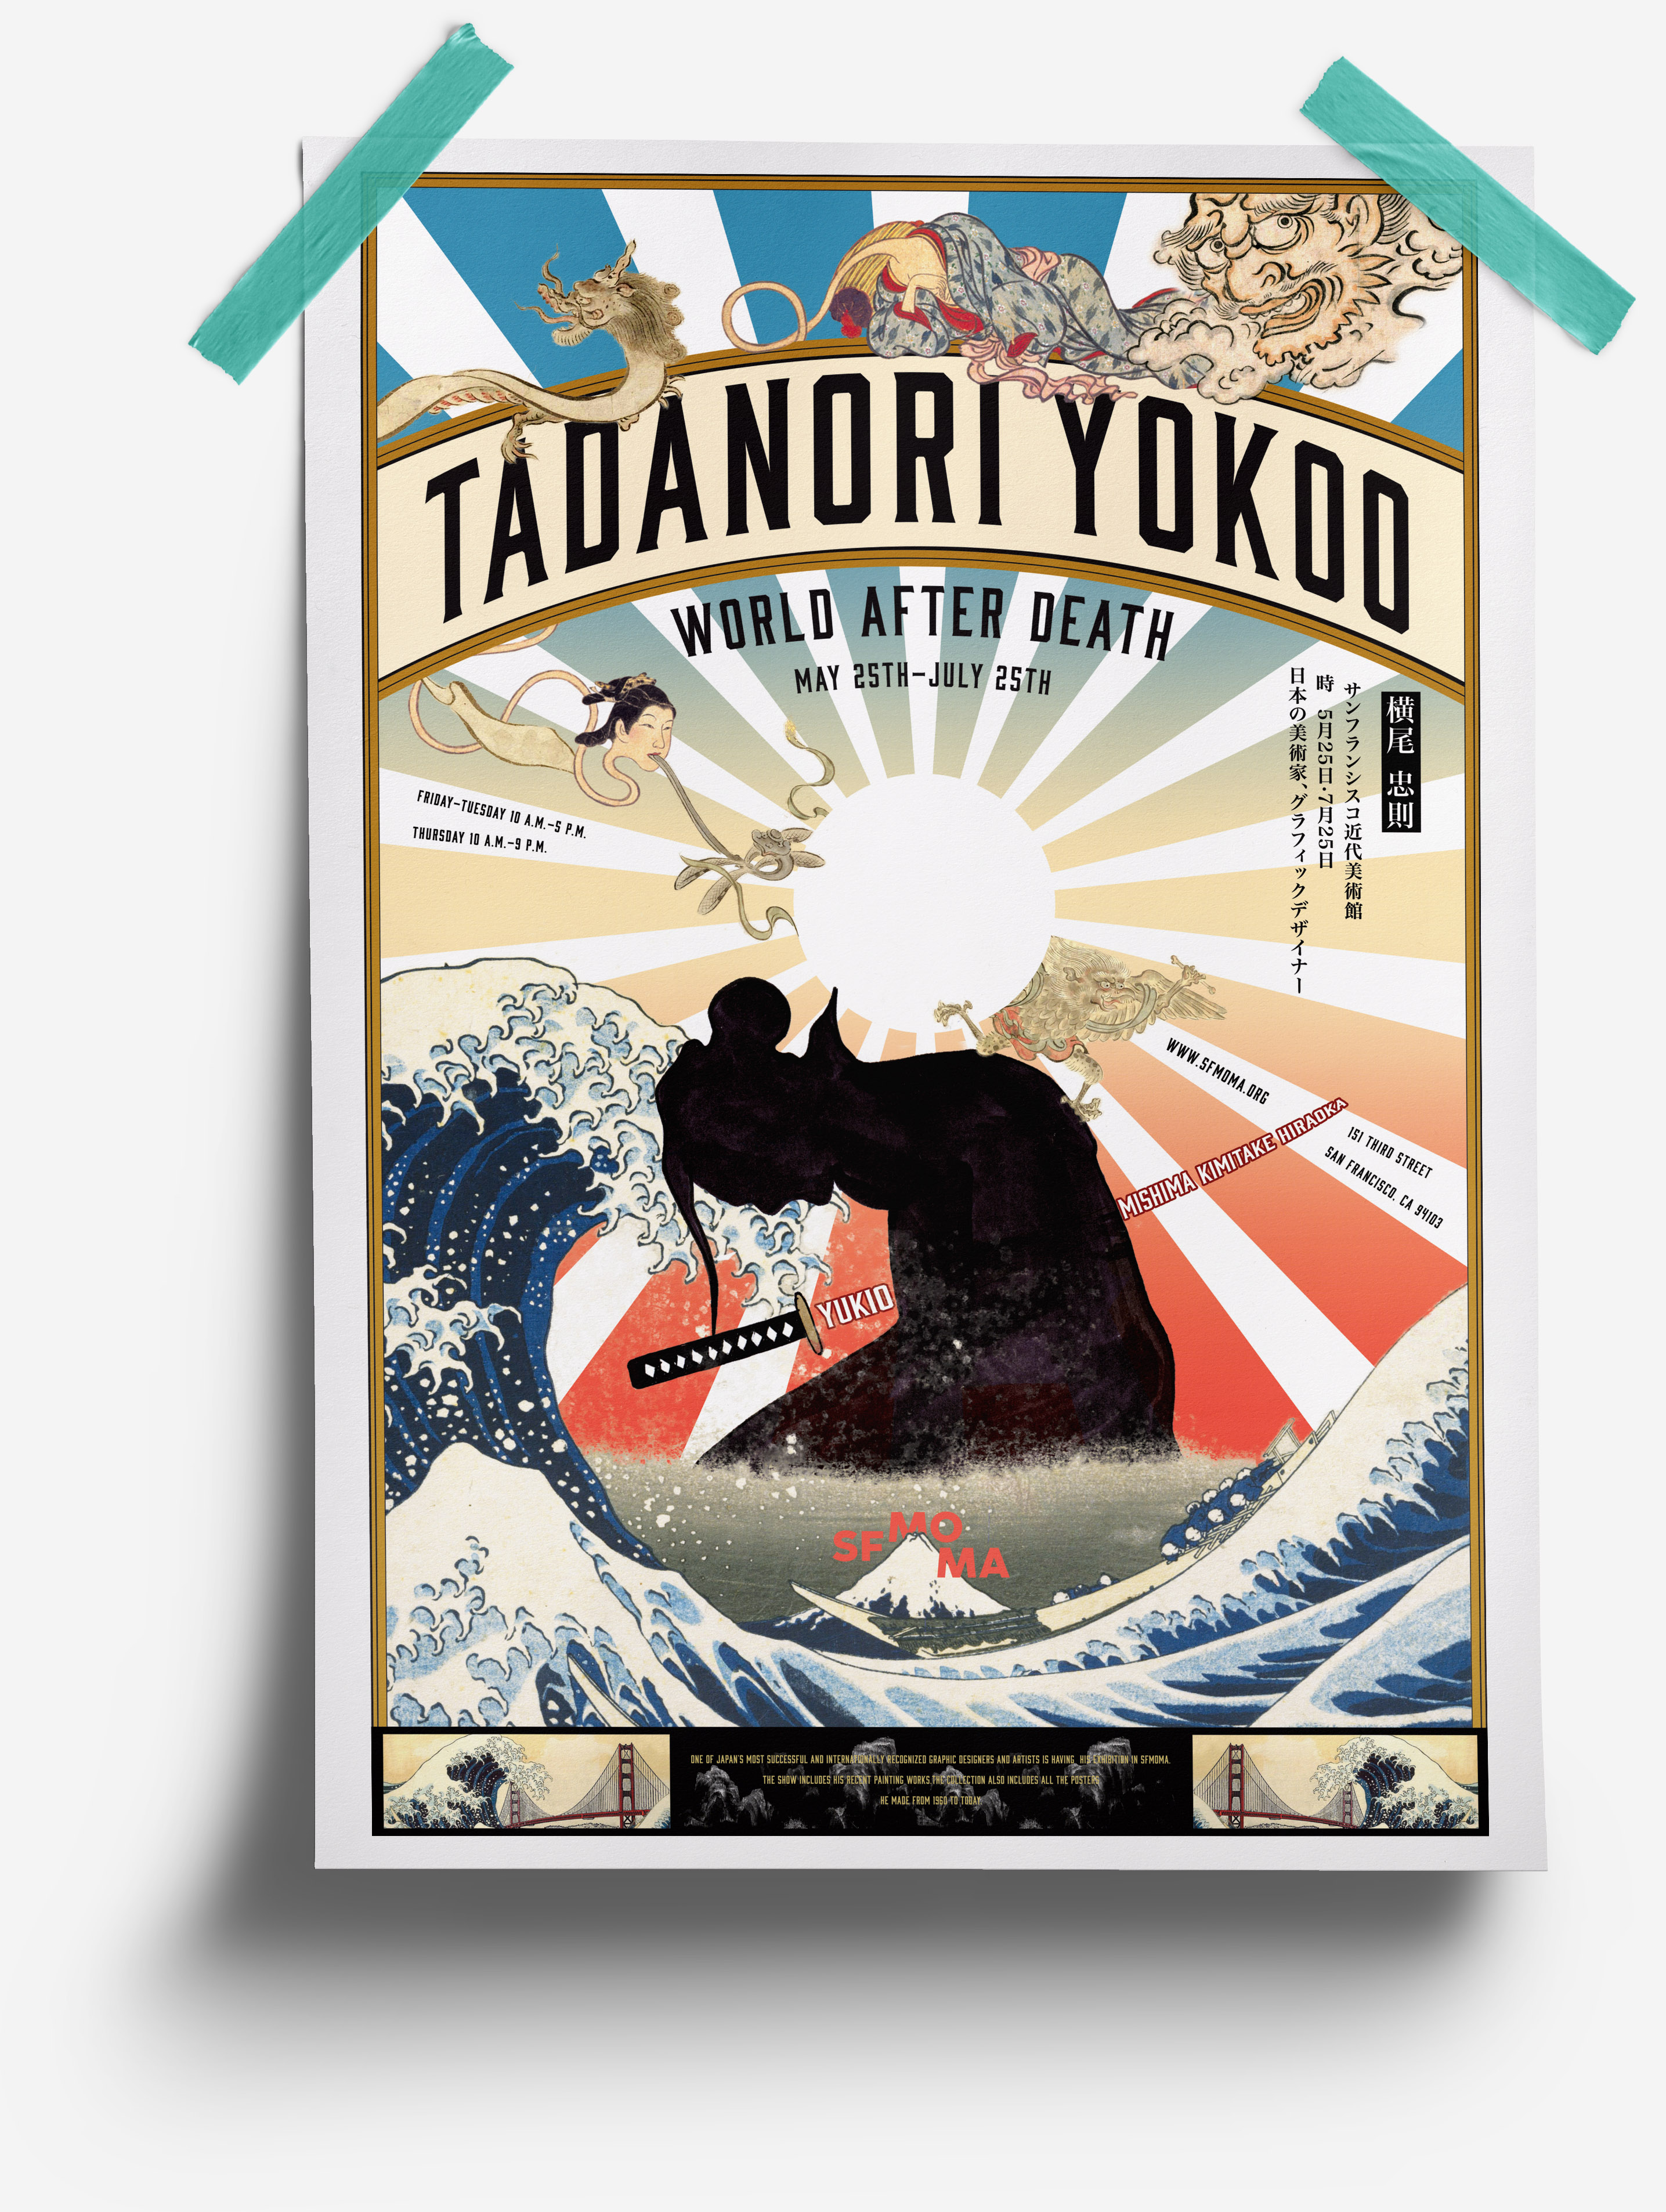 TADANORI YOKOO
WORLD AFTER DEATH
MAY 25TH–JULY 25TH
横尾 忠則
サンフランシスコ近代美術館
時 5月25日·7月25日
日本の美術家、グラフィックデザイナー
FRIDAY–TUESDAY 10 A.M.–5 P.M.
THURSDAY 10 A.M.–9 P.M.
WWW.SFMOMA.ORG
MISHIMA KIMITAKE HIRAOKA
151 THIRD STREET
SAN FRANCISCO, CA 94103
YUKIO
SFMOMA
ONE OF JAPAN'S MOST SUCCESSFUL AND INTERNATIONALLY RECOGNIZED GRAPHIC DESIGNERS AND ARTISTS IS HAVING HIS EXHIBITION IN SFMOMA.
THE SHOW INCLUDES HIS RECENT PAINTING WORKS,THE COLLECTION ALSO INCLUDES ALL THE POSTERS
HE MADE FROM 1960 TO TODAY.